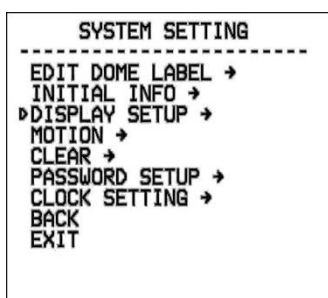 SYSTEM SETTING
EDIT DOME LABEL →
INITIAL INFO →
DISPLAY SETUP →
MOTION →
CLEAR →
PASSWORD SETUP →
CLOCK SETTING →
BACK
EXIT